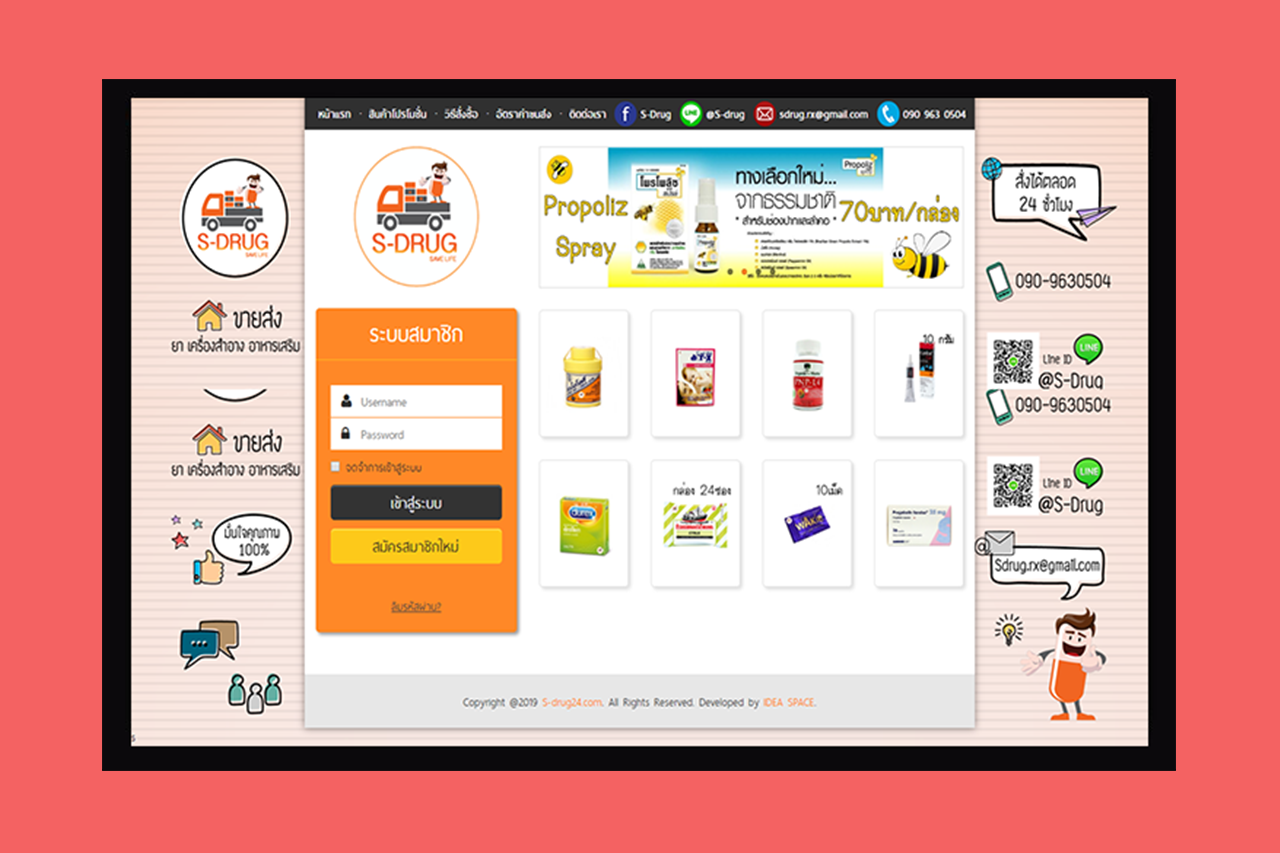 หน้าแรก · สินค้าโปรโมชั่น · วิธีสั่งซื้อ · อัตราค่าขนส่ง · ติดต่อเรา S-Drug @S-drug sdrug.rx@gmail.com 090 963 0504
S-DRUG
SAVE LIFE
ขายส่ง
ยา เครื่องสำอาง อาหารเสริม
ขายส่ง
ยา เครื่องสำอาง อาหารเสริม
มั่นใจคุณภาพ
100%
S-DRUG
SAVE LIFE
Propoliz
Spray
โพรโพลิซ
ทางเลือกใหม่...
จากธรรมชาติ
* สำหรับช่องปากและลำคอ *
Propoliz
70บาท/กล่อง
ระบบสมาชิก
Username
Password
จดจำการเข้าสู่ระบบ
เข้าสู่ระบบ
สมัครสมาชิกใหม่
ลืมรหัสผ่าน?
10 กรัม
durex
กล่อง 24ซอง
10เม็ด
Copyright @2019 S-drug24.com. All Rights Reserved. Developed by IDEA SPACE.
สั่งได้ตลอด
24 ชั่วโมง
090-9630504
LINE
Line ID
@S-Drug
090-9630504
LINE
Line ID
@S-Drug
Sdrug.rx@gmail.com
s